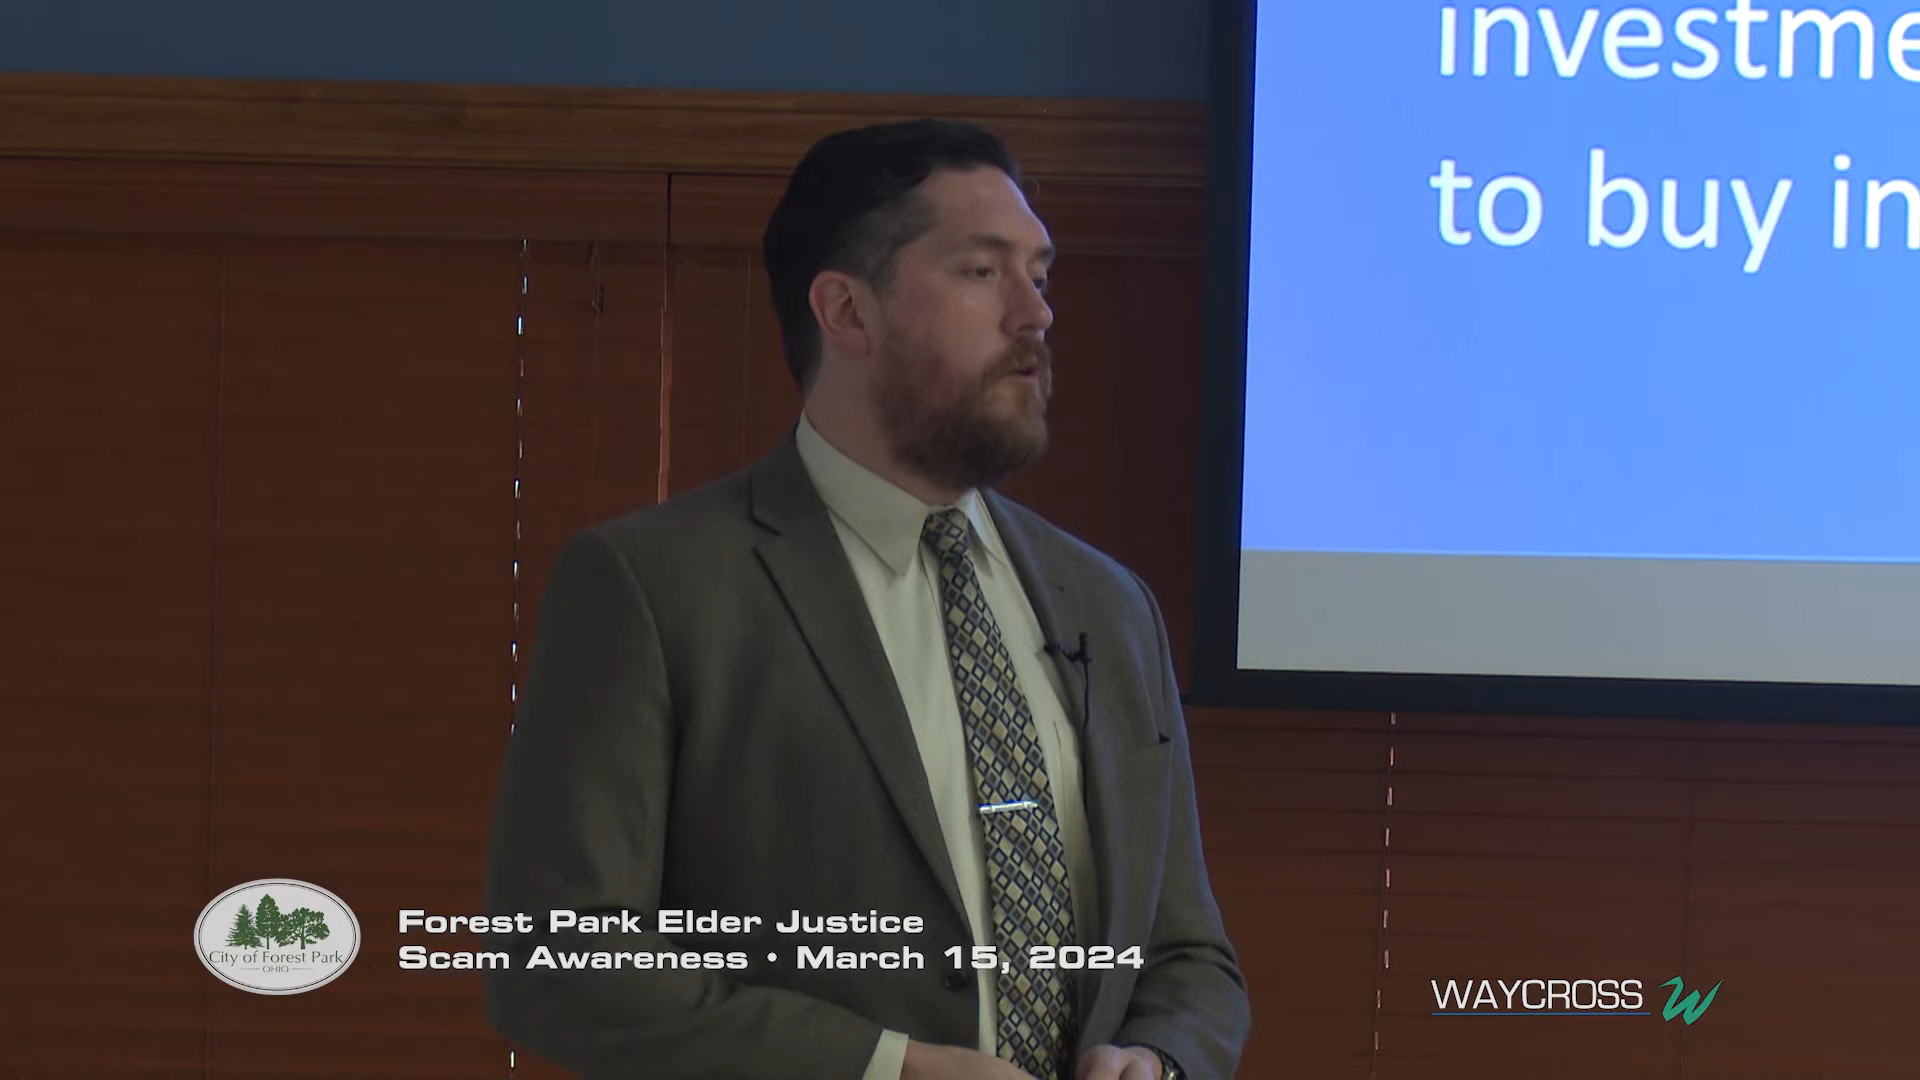 investme
to buy in
Forest Park Elder Justice
Scam Awareness • March 15, 2024
City of Forest Park
OHIO
WAYCROSS